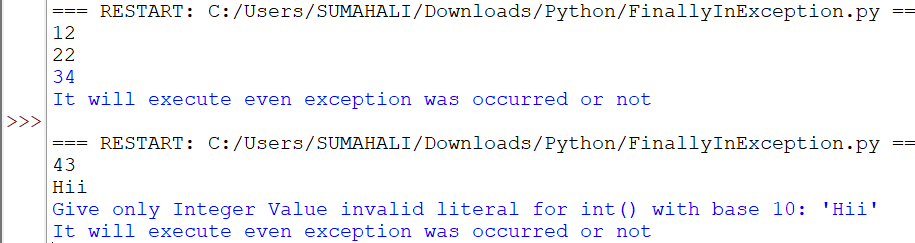 === RESTART: C:/Users/SUMAHALI/Downloads/Python/FinallyInException.py ==
12
22
34
It will execute even exception was occurred or not
>>>
=== RESTART: C:/Users/SUMAHALI/Downloads/Python/FinallyInException.py ==
43
Hii
Give only Integer Value invalid literal for int() with base 10: 'Hii'
It will execute even exception was occurred or not